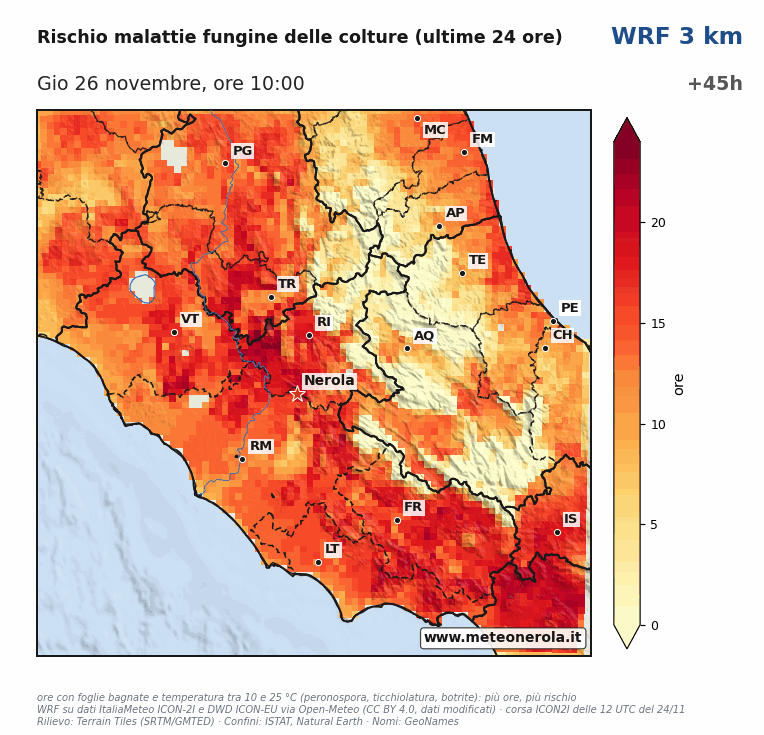 Rischio malattie fungine delle colture (ultime 24 ore)
WRF 3 km
Gio 26 novembre, ore 10:00
+45h
MC
FM
PG
AP
TE
TR
PE
VT
RI
AQ
CH
Nerola
RM
FR
IS
LT
www.meteonerola.it
20
15
10
5
0
ore
ore con foglie bagnate e temperatura tra 10 e 25 °C (peronospora, ticchiolatura, botrite): più ore, più rischio
WRF su dati ItaliaMeteo ICON-2I e DWD ICON-EU via Open-Meteo (CC BY 4.0, dati modificati) · corsa ICON2I delle 12 UTC del 24/11
Rilievo: Terrain Tiles (SRTM/GMTED) · Confini: ISTAT, Natural Earth · Nomi: GeoNames